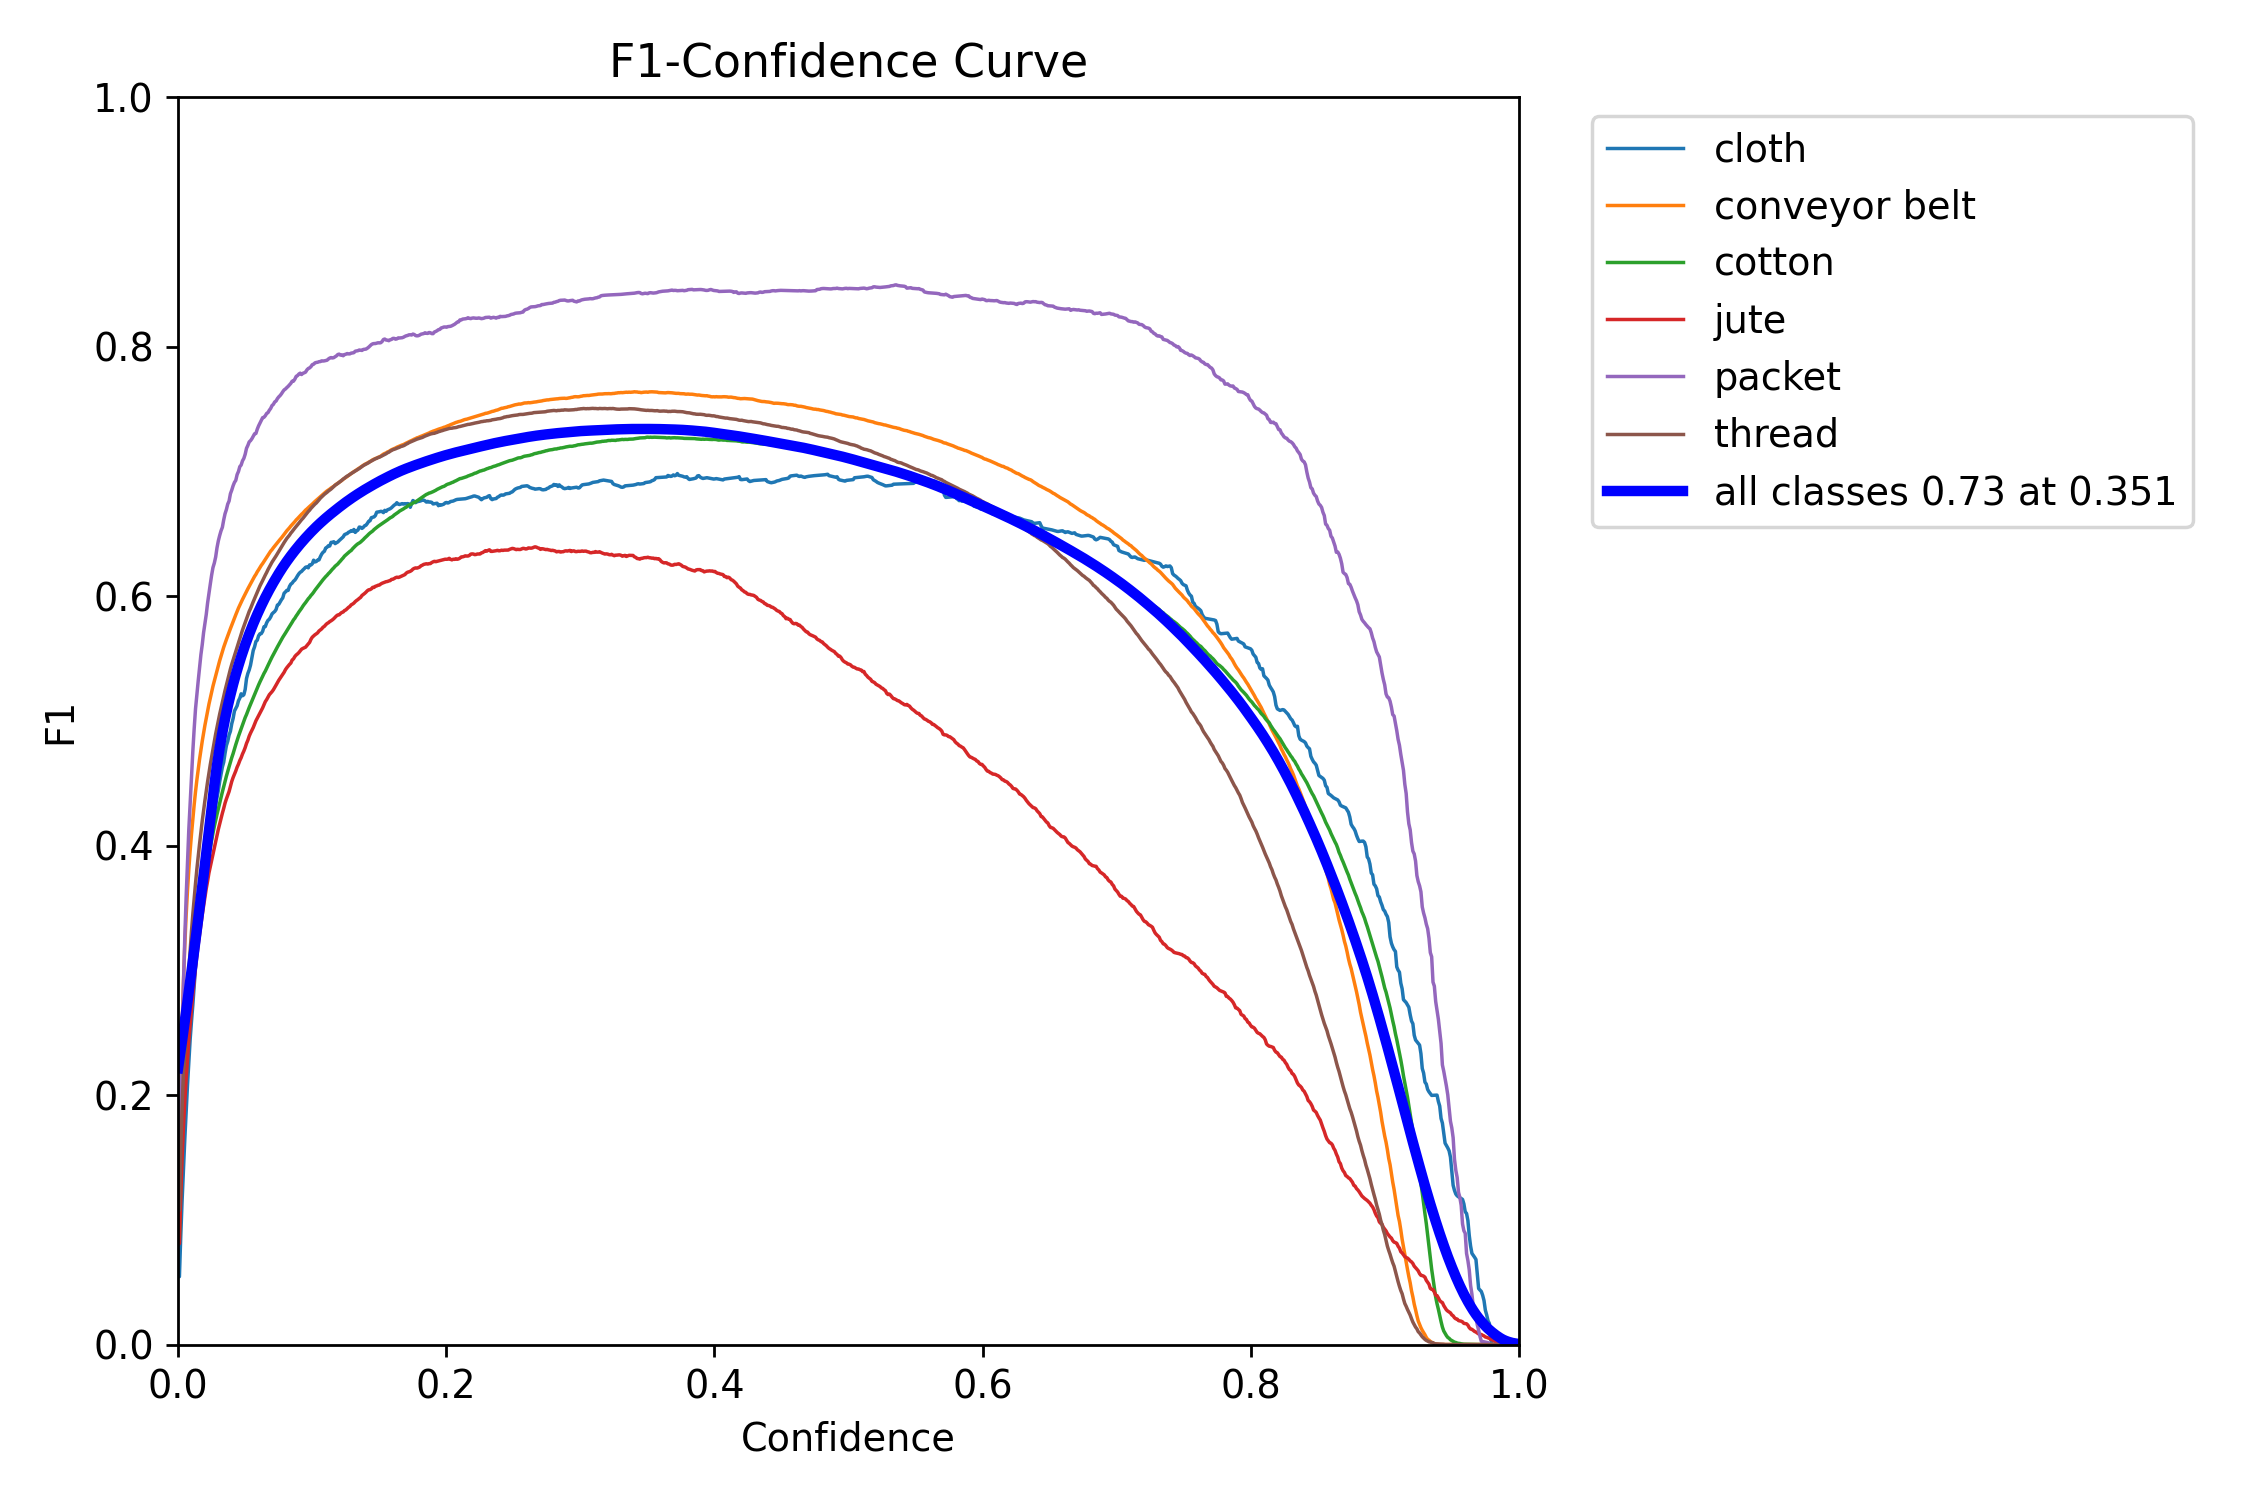 F1-Confidence Curve
1.0
0.8
0.6
0.4
0.2
0.0
F1
0.0 0.2 0.4 0.6 0.8 1.0
Confidence
cloth
conveyor belt
cotton
jute
packet
thread
all classes 0.73 at 0.351